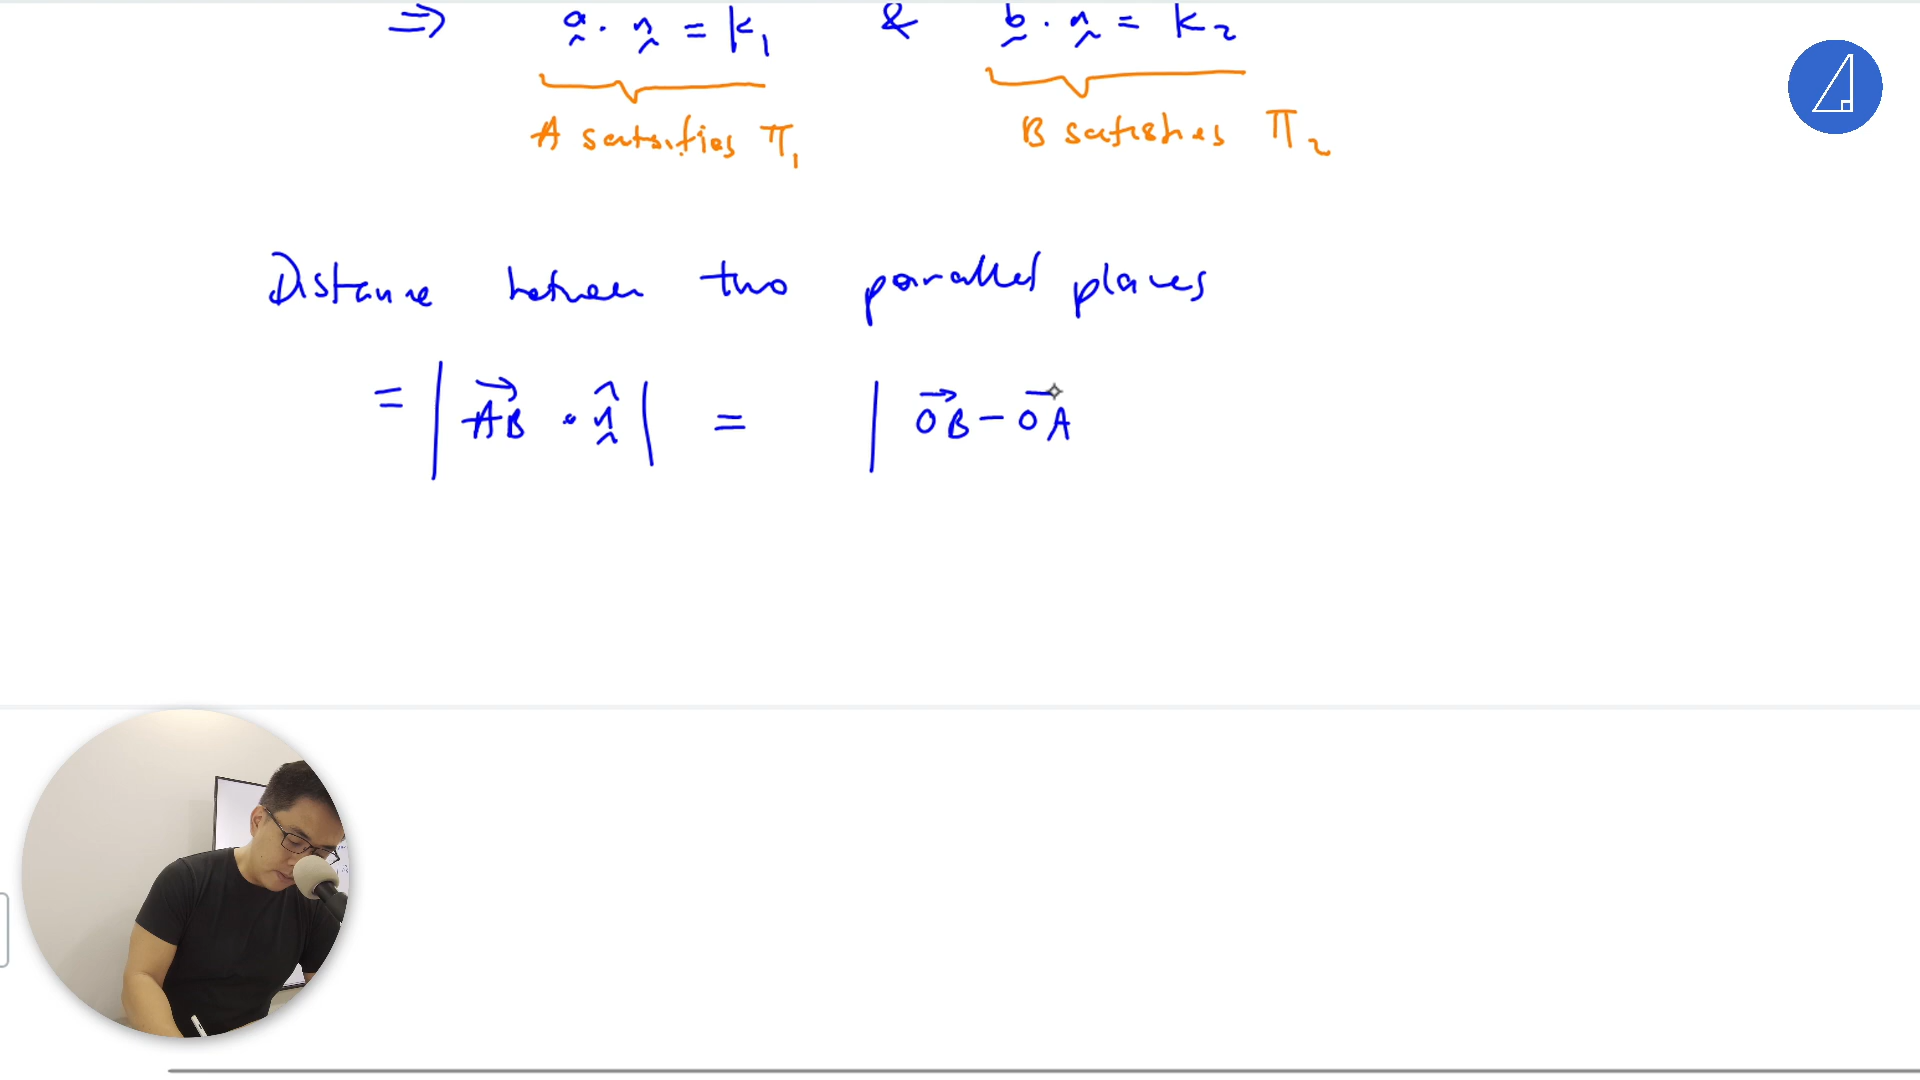 ⇒ a̰ · ḭ̃n = k₁ & b̰ · n̰ = k₂
A satisfies π₁ B satisfies π₂
Distance between two parallel planes
= | AB⃗ · n̰̂ | = | OB⃗ − OA⃗